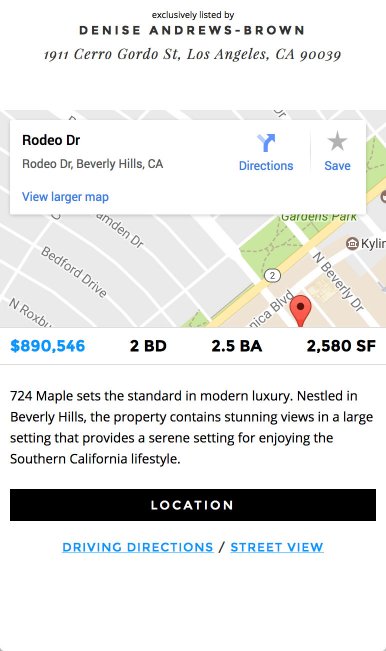 exclusively listed by
DENISE ANDREWS-BROWN
1911 Cerro Gordo St, Los Angeles, CA 90039
Rodeo Dr
Rodeo Dr, Beverly Hills, CA
Directions
Save
View larger map
amden Dr
Gardens Park
Kylin
Bedford Drive
2
N Beverly Dr
N Roxbu
nica Blvd
$890,546 2 BD 2.5 BA 2,580 SF
724 Maple sets the standard in modern luxury. Nestled in
Beverly Hills, the property contains stunning views in a large
setting that provides a serene setting for enjoying the
Southern California lifestyle.
LOCATION
DRIVING DIRECTIONS / STREET VIEW